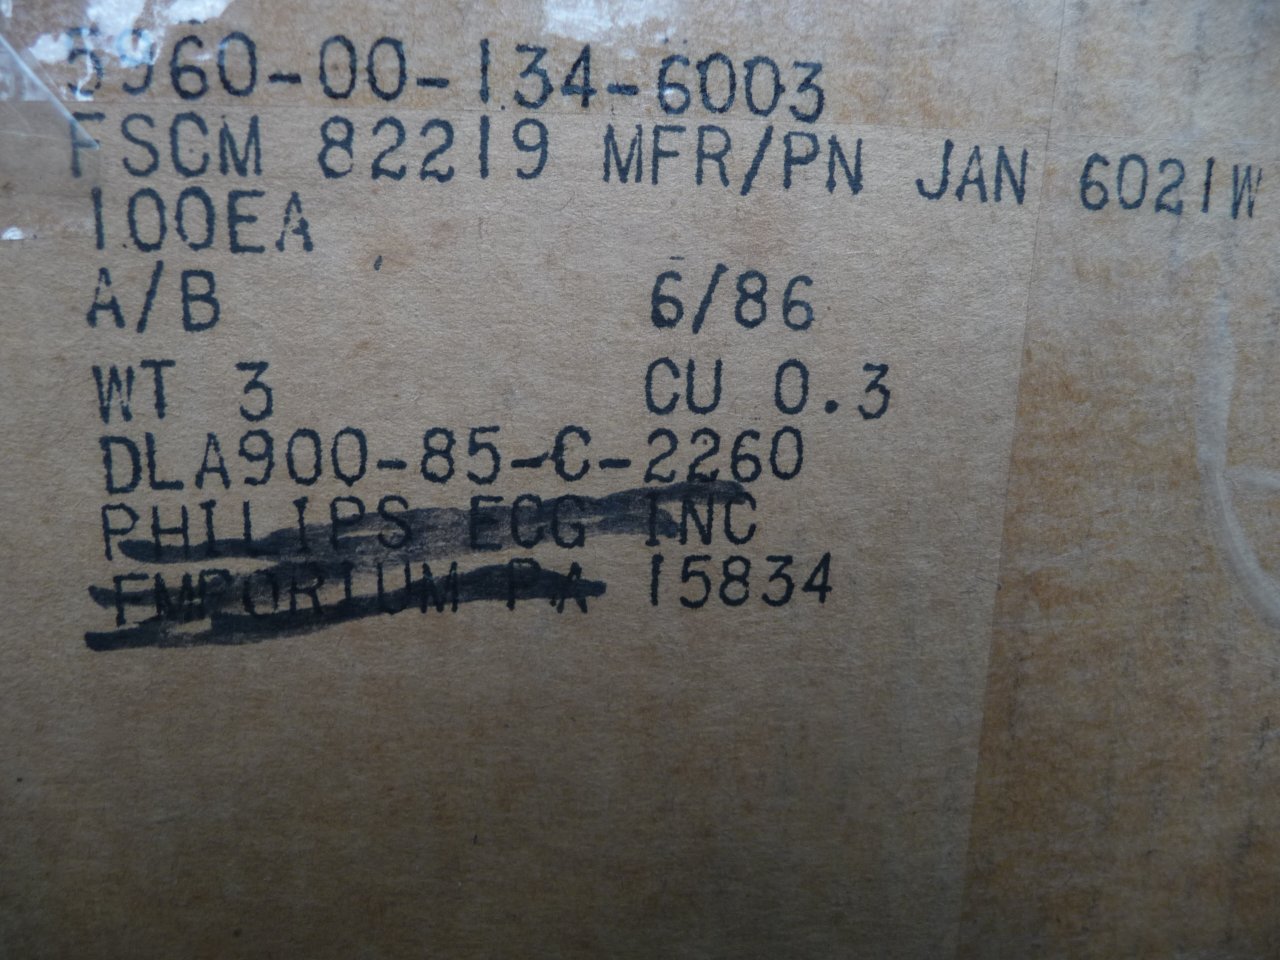 5960-00-134-6003
FSCM 82219 MFR/PN JAN 6021W
100EA
A/B 6/86
WT 3 CU 0.3
DLA900-85-C-2260
PHILIPS ECG INC
EMPORIUM PA 15834